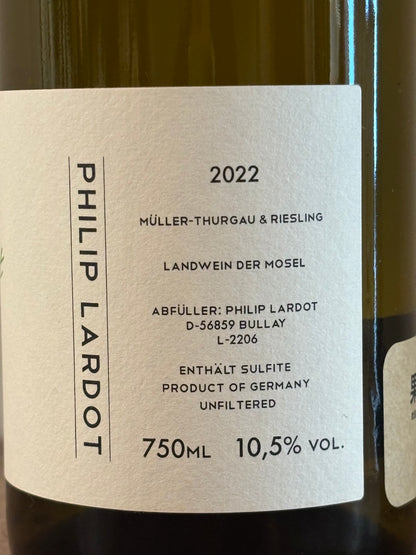 PHILIP LARDOT
2022
MÜLLER-THURGAU & RIESLING
LANDWEIN DER MOSEL
ABFÜLLER: PHILIP LARDOT
D-56859 BULLAY
L-2206
ENTHÄLT SULFITE
PRODUCT OF GERMANY
UNFILTERED
750ML 10,5% VOL.